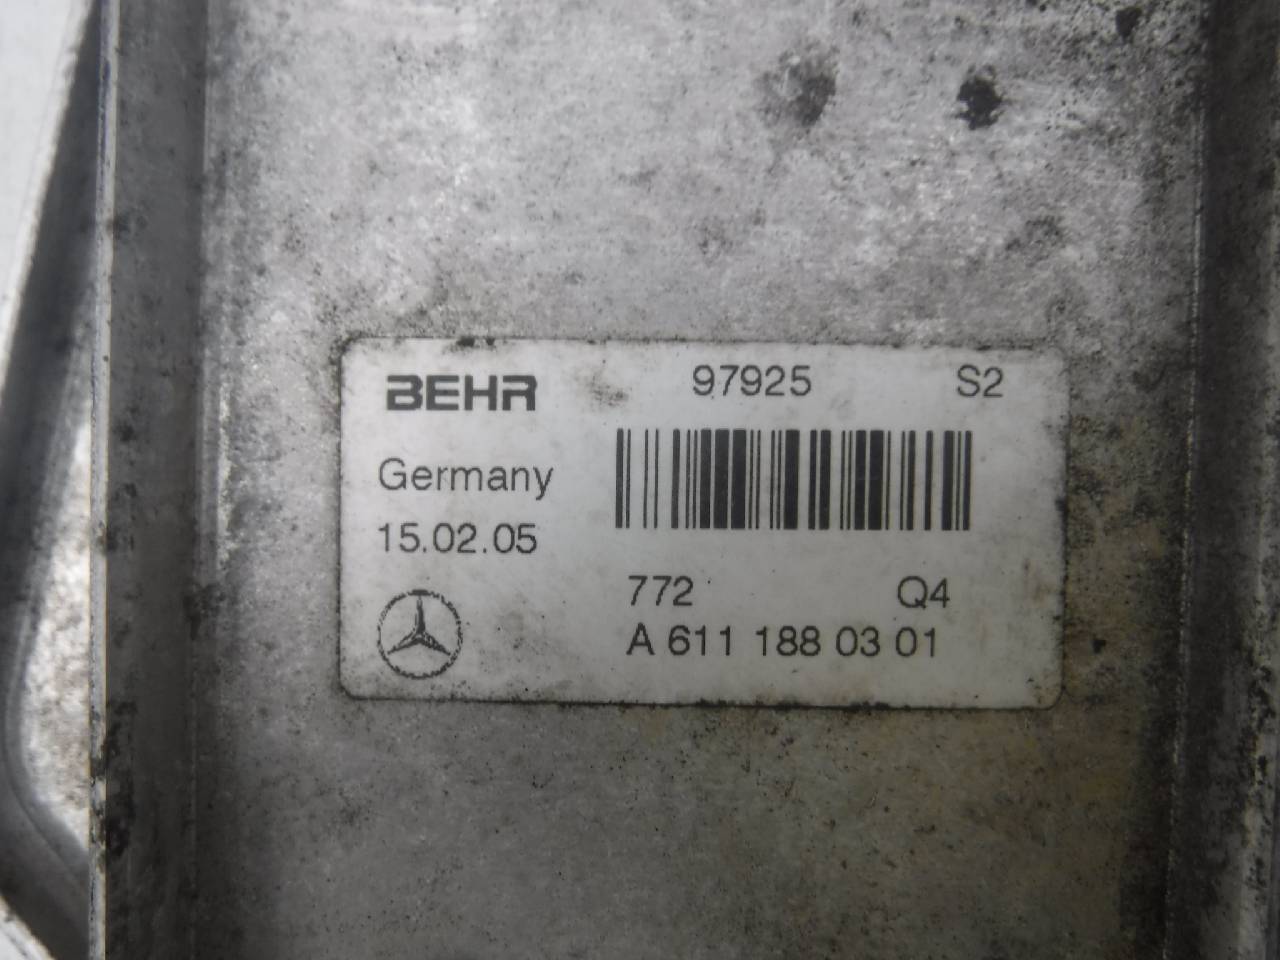 BEHR 97925 S2
Germany
15.02.05
772 Q4
A 611 188 03 01